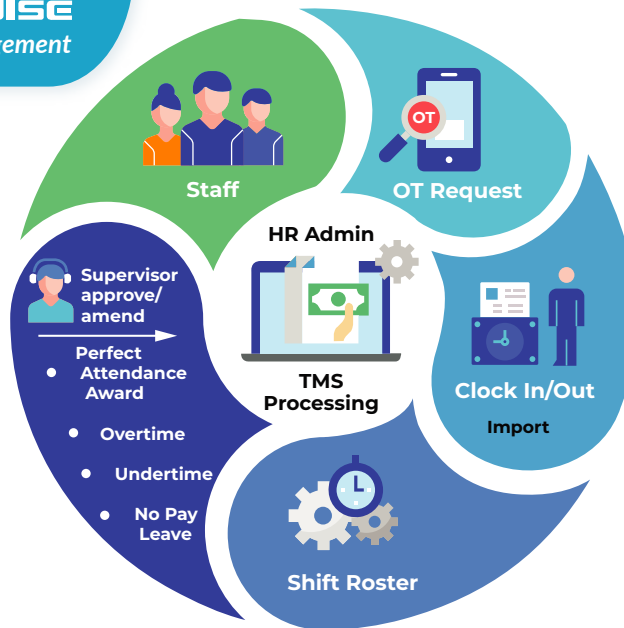 Staff
OT
OT Request
HR Admin
TMS
Processing
Clock In/Out
Import
Shift Roster
Supervisor
approve/
amend
Perfect
Attendance
Award
Overtime
Undertime
No Pay
Leave